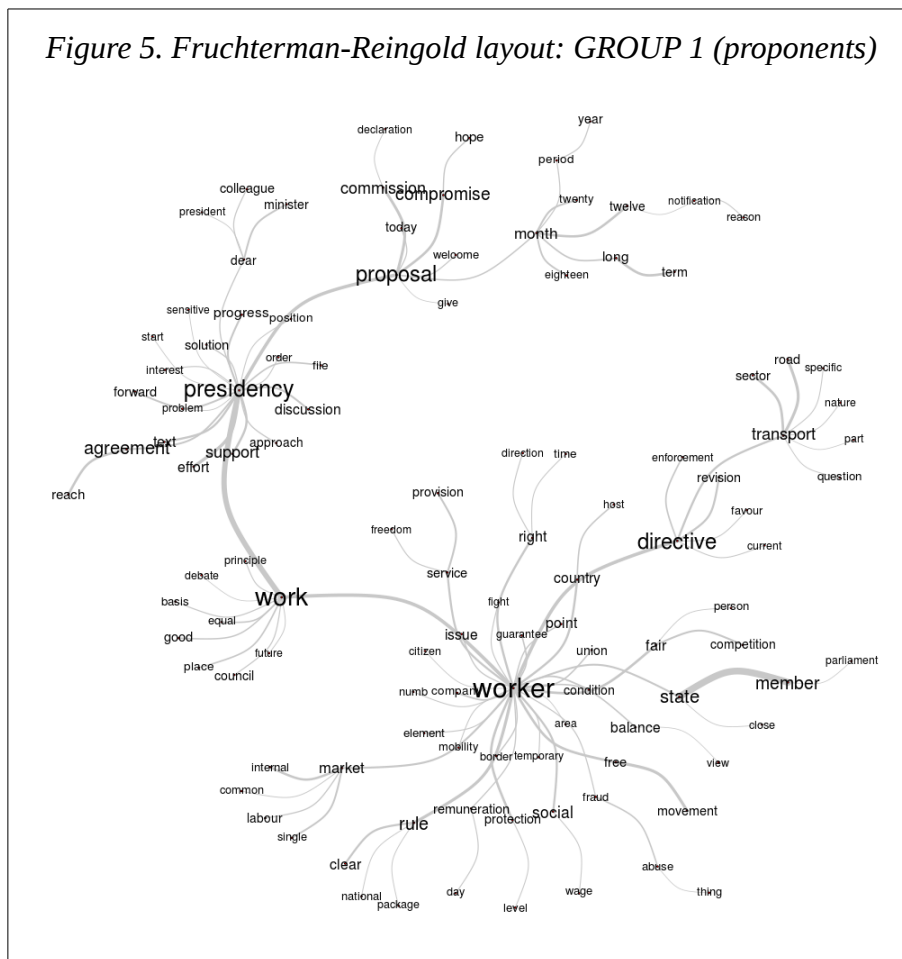 Figure 5. Fruchterman-Reingold layout: GROUP 1 (proponents)
year
declaration
hope
period
colleague
commission
compromise
president
minister
twenty
twelve
notification
reason
today
month
dear
welcome
long
proposal
eighteen
term
give
sensitive
progress
position
start
solution
order
file
road
interest
sector
specific
forward
presidency
problem
discussion
nature
agreement
text
support
approach
transport
part
effort
direction
time
enforcement
reach
revision
question
provision
host
favour
freedom
right
directive
current
principle
service
country
debate
work
basis
fight
person
equal
issue
guarantee
point
good
citizen
union
fair
competition
future
place
council
parliament
numb
company
worker
condition
state
member
area
balance
close
element
mobility
border
temporary
free
view
internal
market
common
fraud
labour
remuneration
protection
social
movement
single
rule
clear
abuse
national
package
day
level
wage
thing